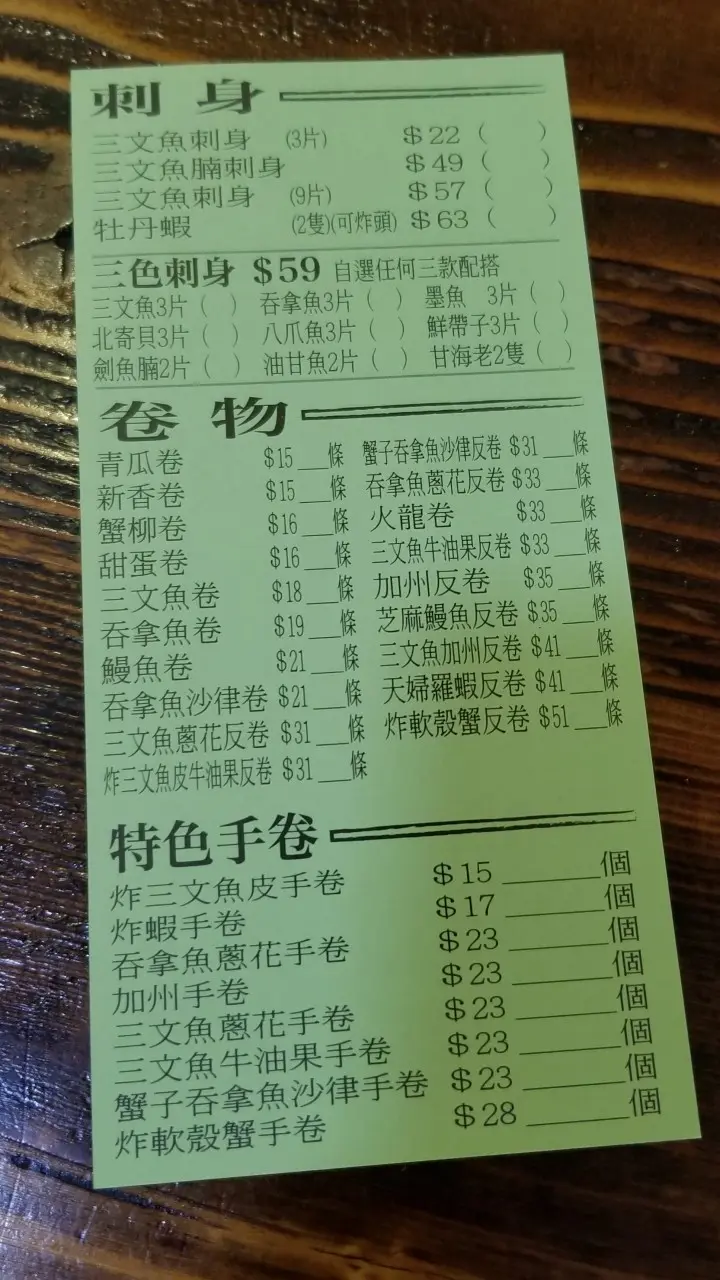 刺身
三文魚刺身 (3片) $22 ( )
三文魚腩刺身 $49 ( )
三文魚刺身 (9片) $57 ( )
牡丹蝦 (2隻)(可炸頭) $63 ( )
三色刺身 $59 自選任何三款配搭
三文魚3片 ( ) 吞拿魚3片 ( ) 墨魚 3片 ( )
北寄貝3片 ( ) 八爪魚3片 ( ) 鮮帶子3片 ( )
劍魚腩2片 ( ) 油甘魚2片 ( ) 甘海老2隻 ( )
卷物
青瓜卷 $15 ___條
新香卷 $15 ___條
蟹柳卷 $16 ___條
甜蛋卷 $16 ___條
三文魚卷 $18 ___條
吞拿魚卷 $19 ___條
鰻魚卷 $21 ___條
吞拿魚沙律卷 $21 ___條
三文魚蔥花反卷 $31 ___條
炸三文魚皮牛油果反卷 $31 ___條
蟹子吞拿魚沙律反卷 $31 ___條
吞拿魚蔥花反卷 $33 ___條
火龍卷 $33 ___條
三文魚牛油果反卷 $33 ___條
加州反卷 $35 ___條
芝麻鰻魚反卷 $35 ___條
三文魚加州反卷 $41 ___條
天婦羅蝦反卷 $41 ___條
炸軟殼蟹反卷 $51 ___條
特色手卷
炸三文魚皮手卷 $15 ______個
炸蝦手卷 $17 ______個
吞拿魚蔥花手卷 $23 ______個
加州手卷 $23 ______個
三文魚蔥花手卷 $23 ______個
三文魚牛油果手卷 $23 ______個
蟹子吞拿魚沙律手卷 $23 ______個
炸軟殼蟹手卷 $28 ______個